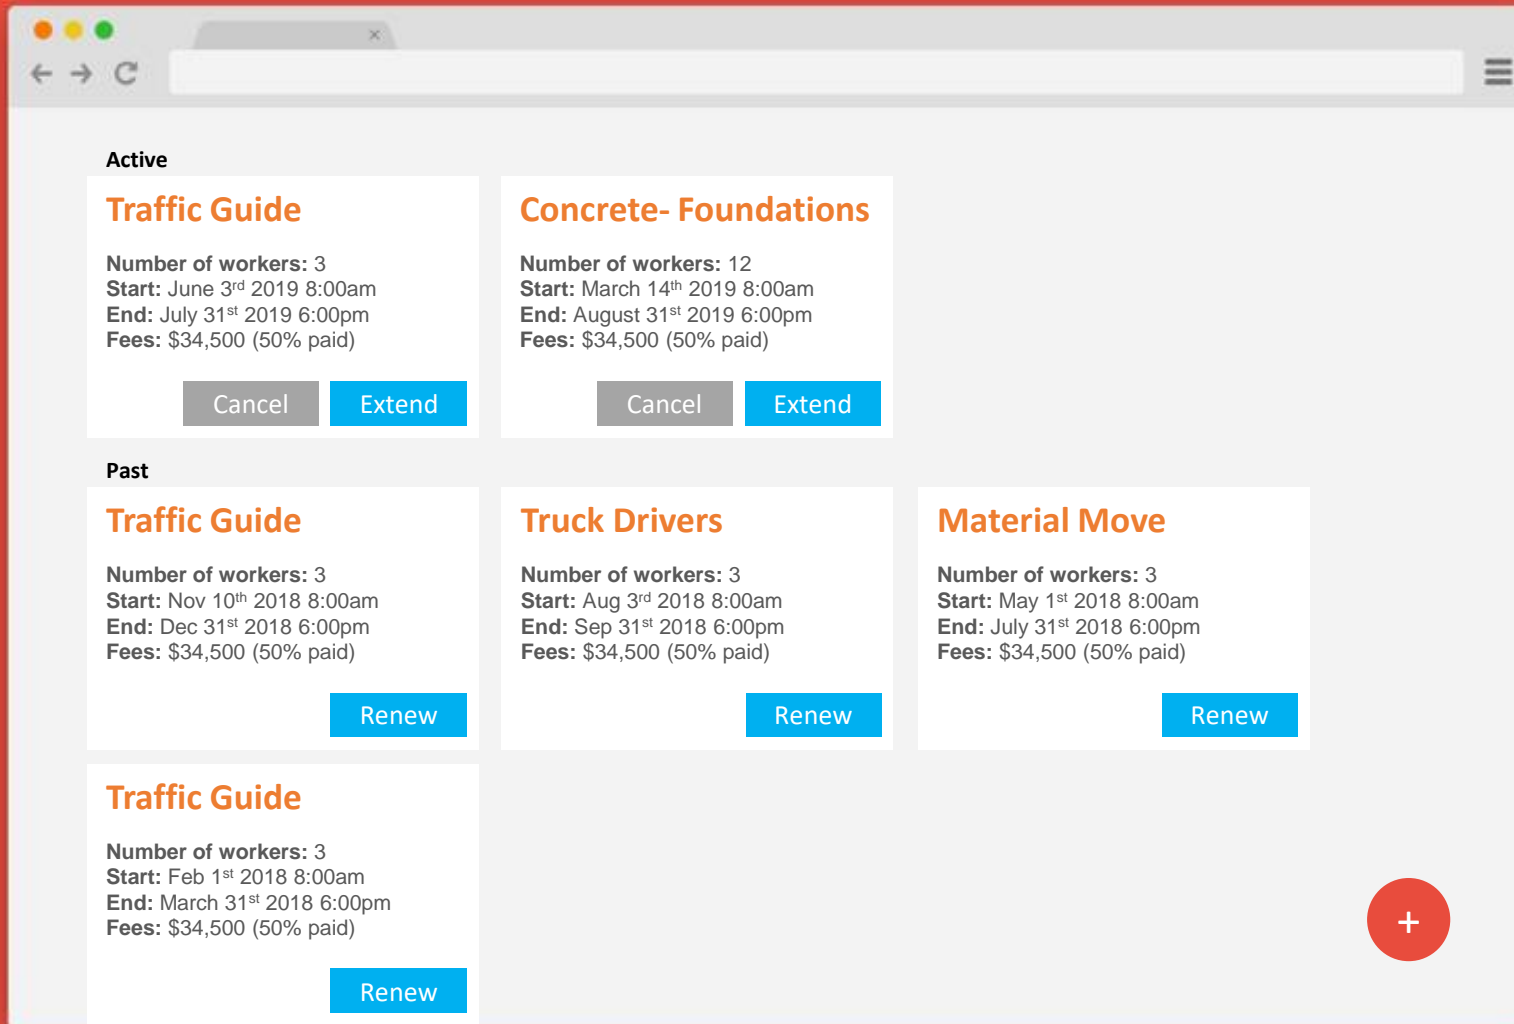 Active
Traffic Guide
Number of workers: 3
Start: June 3rd 2019 8:00am
End: July 31st 2019 6:00pm
Fees: $34,500 (50% paid)
Cancel
Extend
Concrete- Foundations
Number of workers: 12
Start: March 14th 2019 8:00am
End: August 31st 2019 6:00pm
Fees: $34,500 (50% paid)
Cancel
Extend
Past
Traffic Guide
Number of workers: 3
Start: Nov 10th 2018 8:00am
End: Dec 31st 2018 6:00pm
Fees: $34,500 (50% paid)
Renew
Truck Drivers
Number of workers: 3
Start: Aug 3rd 2018 8:00am
End: Sep 31st 2018 6:00pm
Fees: $34,500 (50% paid)
Renew
Material Move
Number of workers: 3
Start: May 1st 2018 8:00am
End: July 31st 2018 6:00pm
Fees: $34,500 (50% paid)
Renew
Traffic Guide
Number of workers: 3
Start: Feb 1st 2018 8:00am
End: March 31st 2018 6:00pm
Fees: $34,500 (50% paid)
Renew
+